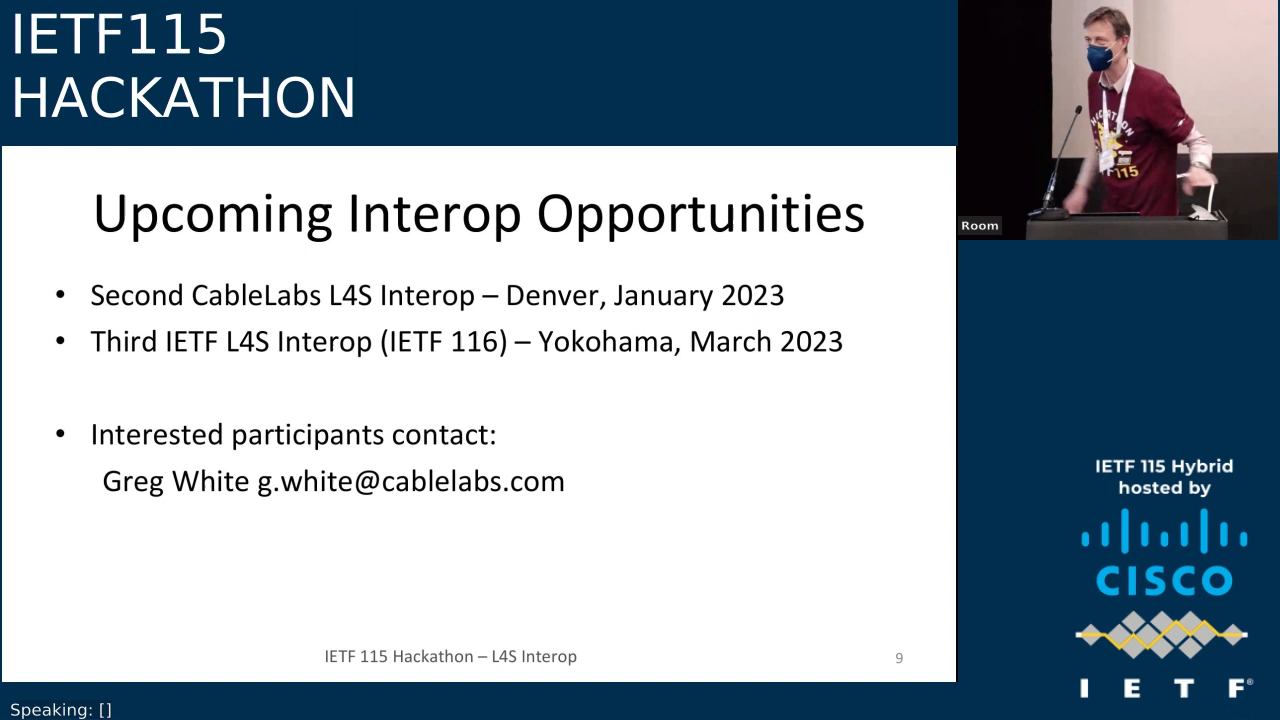 IETF115
HACKATHON
Upcoming Interop Opportunities
• Second CableLabs L4S Interop – Denver, January 2023
• Third IETF L4S Interop (IETF 116) – Yokohama, March 2023
• Interested participants contact:
Greg White g.white@cablelabs.com
IETF 115 Hackathon – L4S Interop
9
HACKATHON
115
Room
IETF 115 Hybrid
hosted by
CISCO
I E T F®
Speaking: []